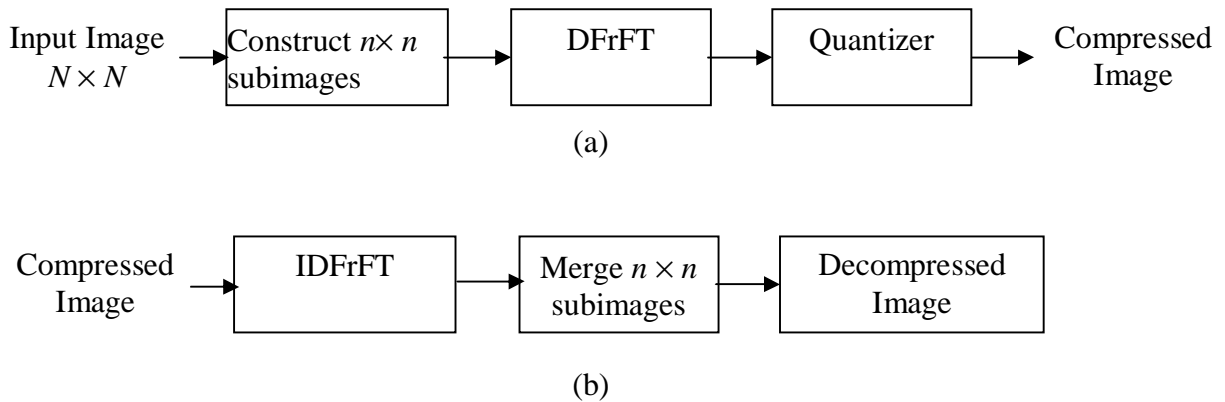 Input Image
N × N
Construct n× n
subimages
DFrFT
Quantizer
Compressed
Image
(a)
Compressed
Image
IDFrFT
Merge n × n
subimages
Decompressed
Image
(b)